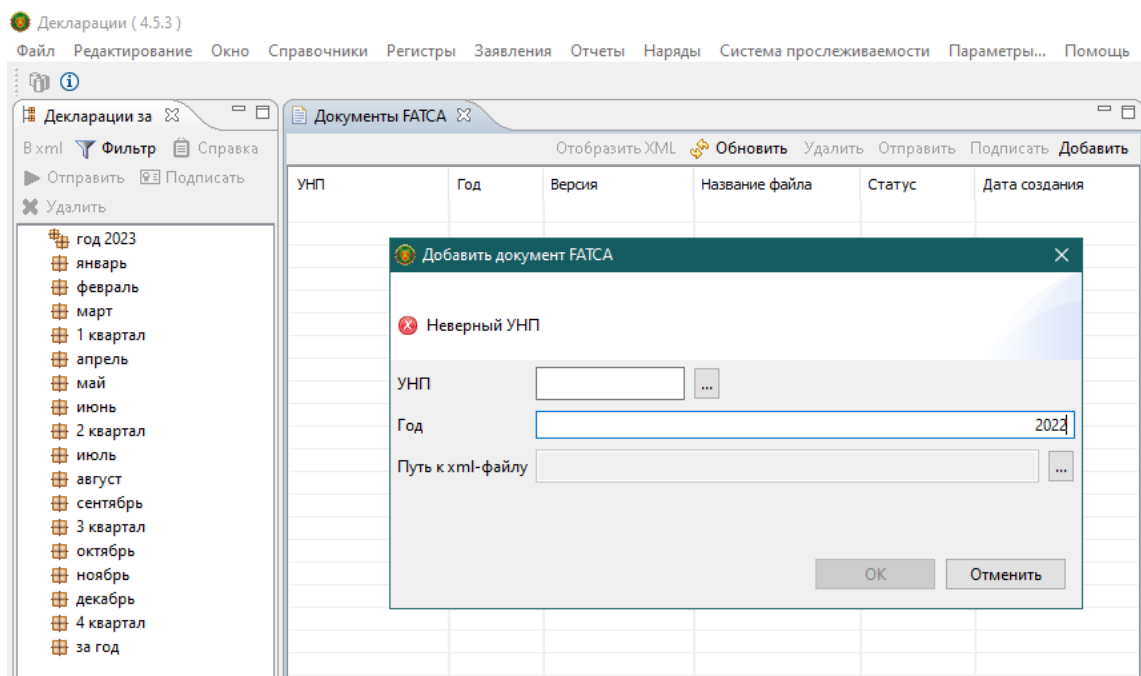 Декларации ( 4.5.3 )
Файл Редактирование Окно Справочники Регистры Заявления Отчеты Наряды Система прослеживаемости Параметры... Помощь
Декларации за
В xml Фильтр Справка
Отправить Подписать
Удалить
год 2023
январь
февраль
март
1 квартал
апрель
май
июнь
2 квартал
июль
август
сентябрь
3 квартал
октябрь
ноябрь
декабрь
4 квартал
за год
Документы FATCA
Отобразить XML Обновить Удалить Отправить Подписать Добавить
УНП Год Версия Название файла Статус Дата создания
Добавить документ FATCA
Неверный УНП
УНП ...
Год 2022
Путь к xml-файлу ...
ОК Отменить